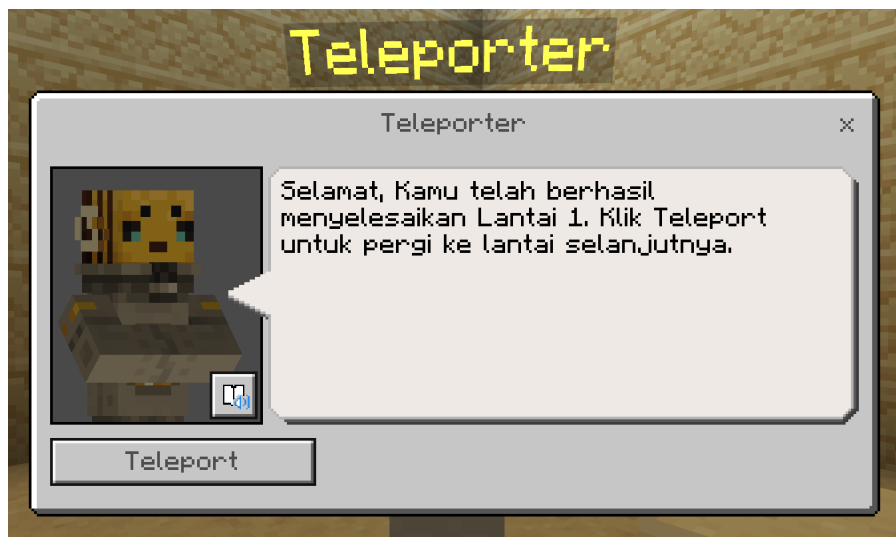 Teleporter
Teleporter
Selamat, Kamu telah berhasil
menyelesaikan Lantai 1. Klik Teleport
untuk pergi ke lantai selanjutnya.
Teleport